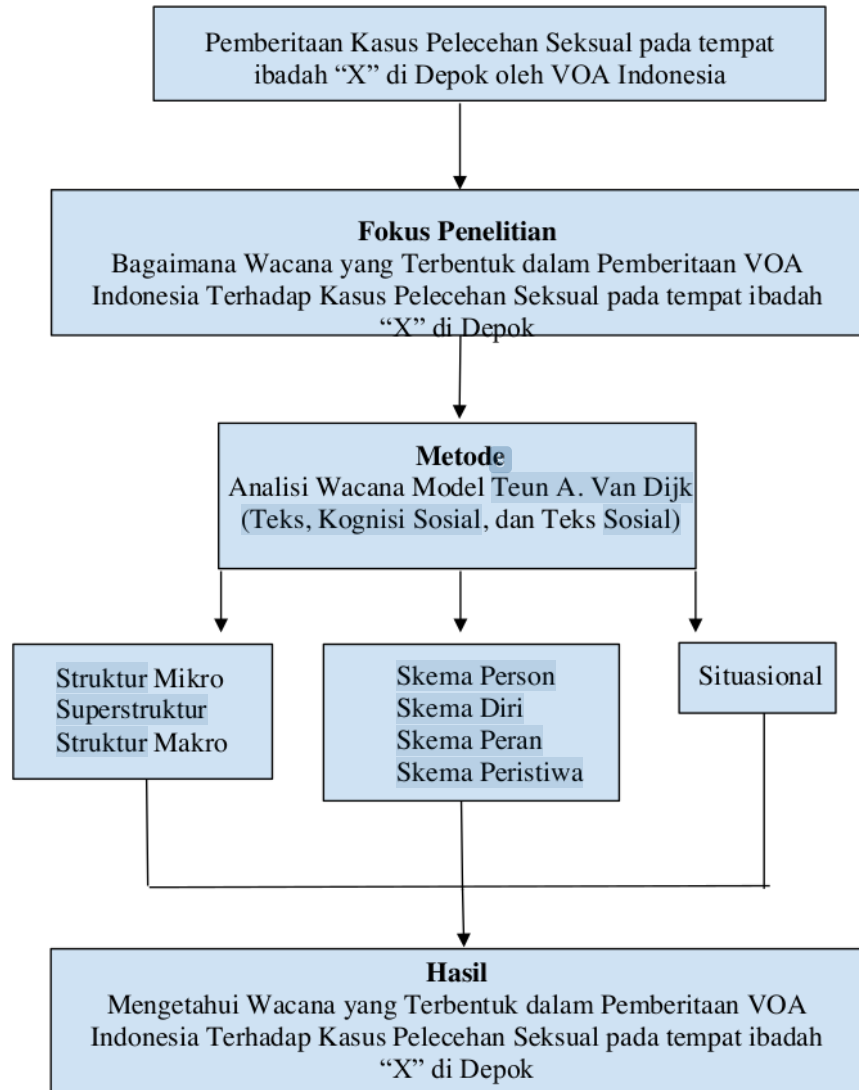 Pemberitaan Kasus Pelecehan Seksual pada tempat
ibadah “X” di Depok oleh VOA Indonesia
Fokus Penelitian
Bagaimana Wacana yang Terbentuk dalam Pemberitaan VOA
Indonesia Terhadap Kasus Pelecehan Seksual pada tempat ibadah
“X” di Depok
Metode
Analisi Wacana Model Teun A. Van Dijk
(Teks, Kognisi Sosial, dan Teks Sosial)
Struktur Mikro
Superstruktur
Struktur Makro
Skema Person
Skema Diri
Skema Peran
Skema Peristiwa
Situasional
Hasil
Mengetahui Wacana yang Terbentuk dalam Pemberitaan VOA
Indonesia Terhadap Kasus Pelecehan Seksual pada tempat ibadah
“X” di Depok